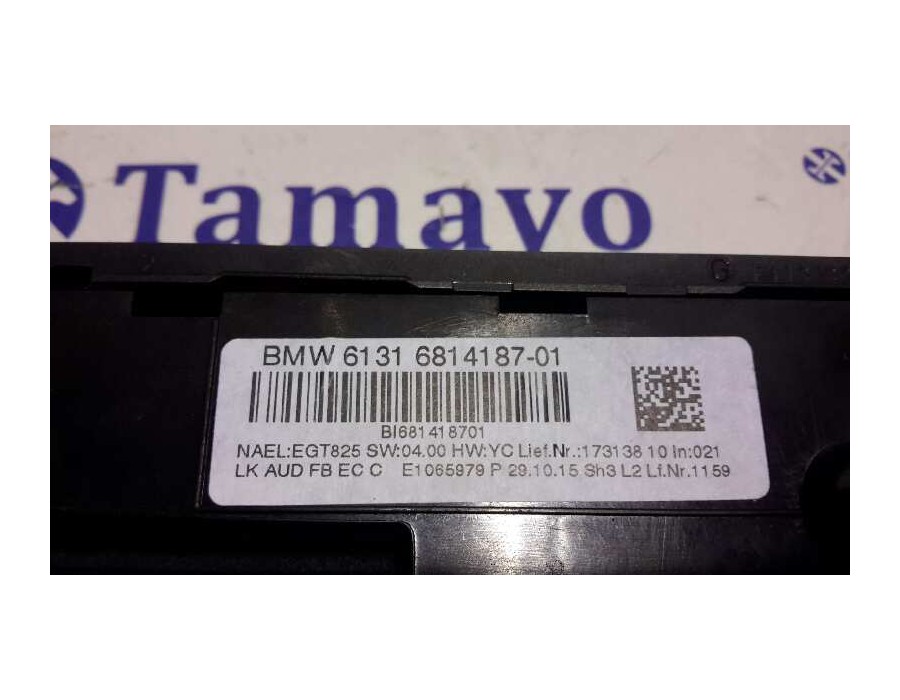 Tamayo
G
BMW 6131 6814187-01
BI681418701
NAEL:EGT825 SW:04.00 HW:YC Lief.Nr.:173138 10 In:021
LK AUD FB EC C E1065979 P 29.10.15 Sh3 L2 Lf.Nr.1159